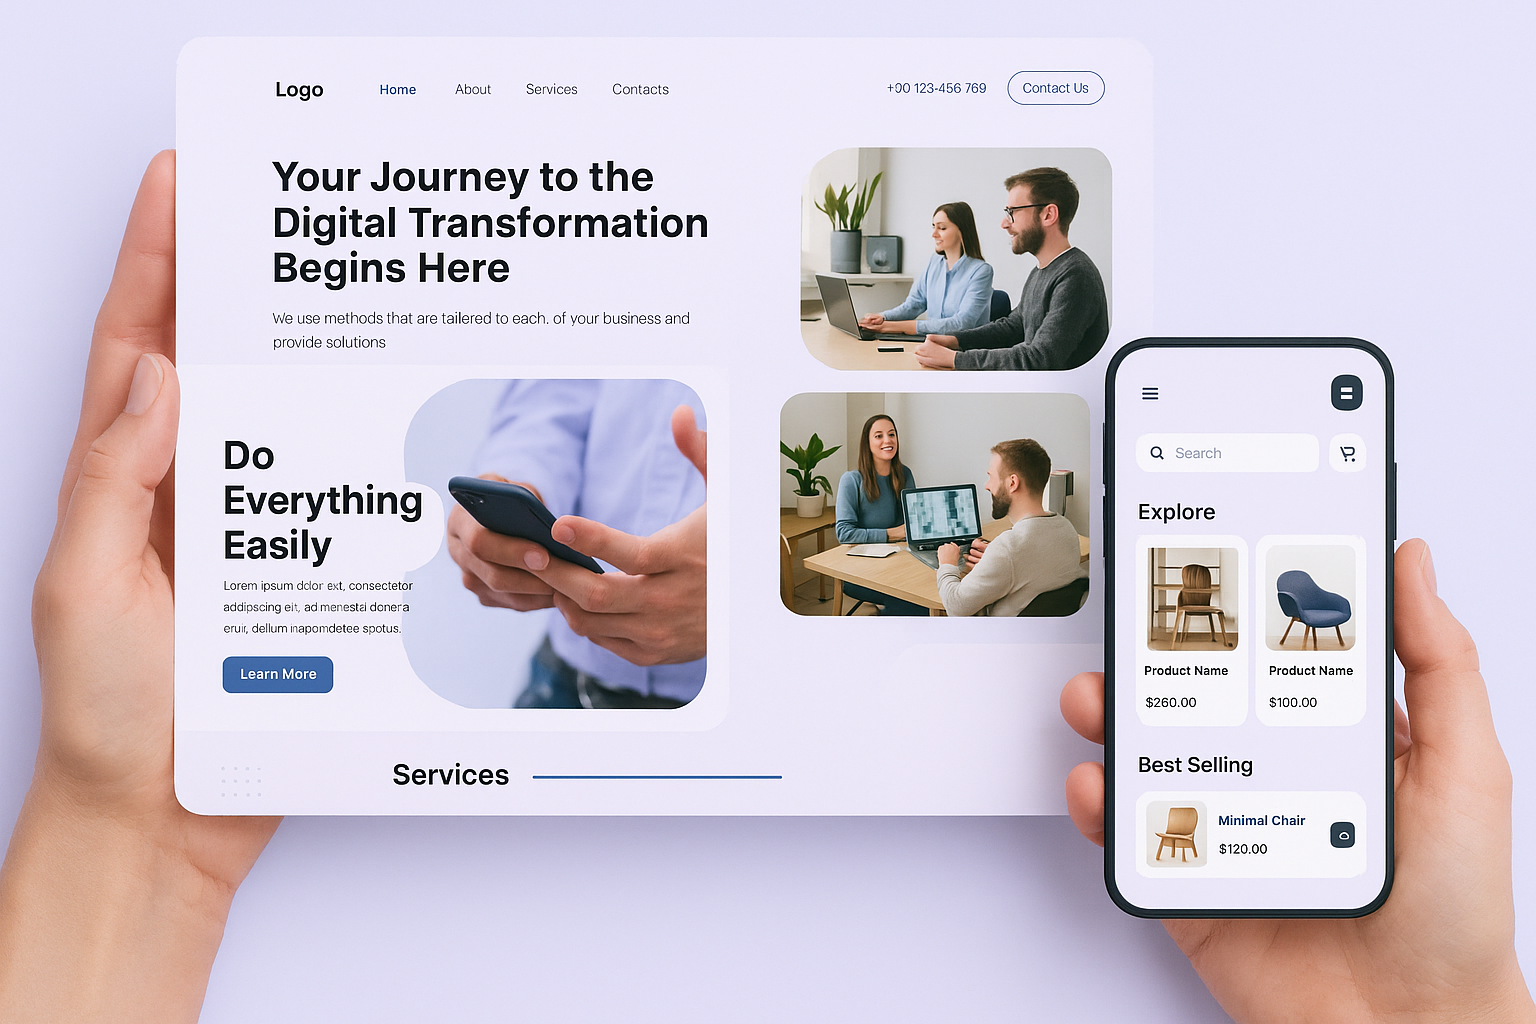 Logo
Home
About
Services
Contacts
+00 123-456 769
Contact Us
Your Journey to the
Digital Transformation
Begins Here
We use methods that are tailered to each. of your business and
provide solutions
Do
Everything
Easily
Lorem ipsum dolor ext, consectetor
addipscing eit, ad menestai donera
eruir, dellum inapomdetee spotus.
Learn More
Services
Search
Explore
Product Name
$260.00
Product Name
$100.00
Best Selling
Minimal Chair
$120.00